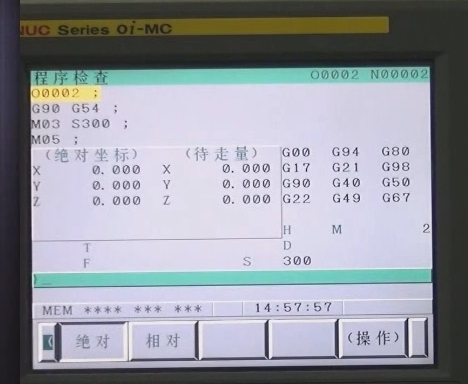 NUC Series 0i-MC
程序检查 O0002 N00002
O0002 ;
G90 G54 ;
M03 S300 ;
M05 ;
(绝对坐标) (待走量) G00 G94 G80
X 0.000 X 0.000 G17 G21 G98
Y 0.000 Y 0.000 G90 G40 G50
Z 0.000 Z 0.000 G22 G49 G67
H M 2
T D
F S 300
)_
MEM **** *** *** 14:57:57
( 绝对 相对 (操作)